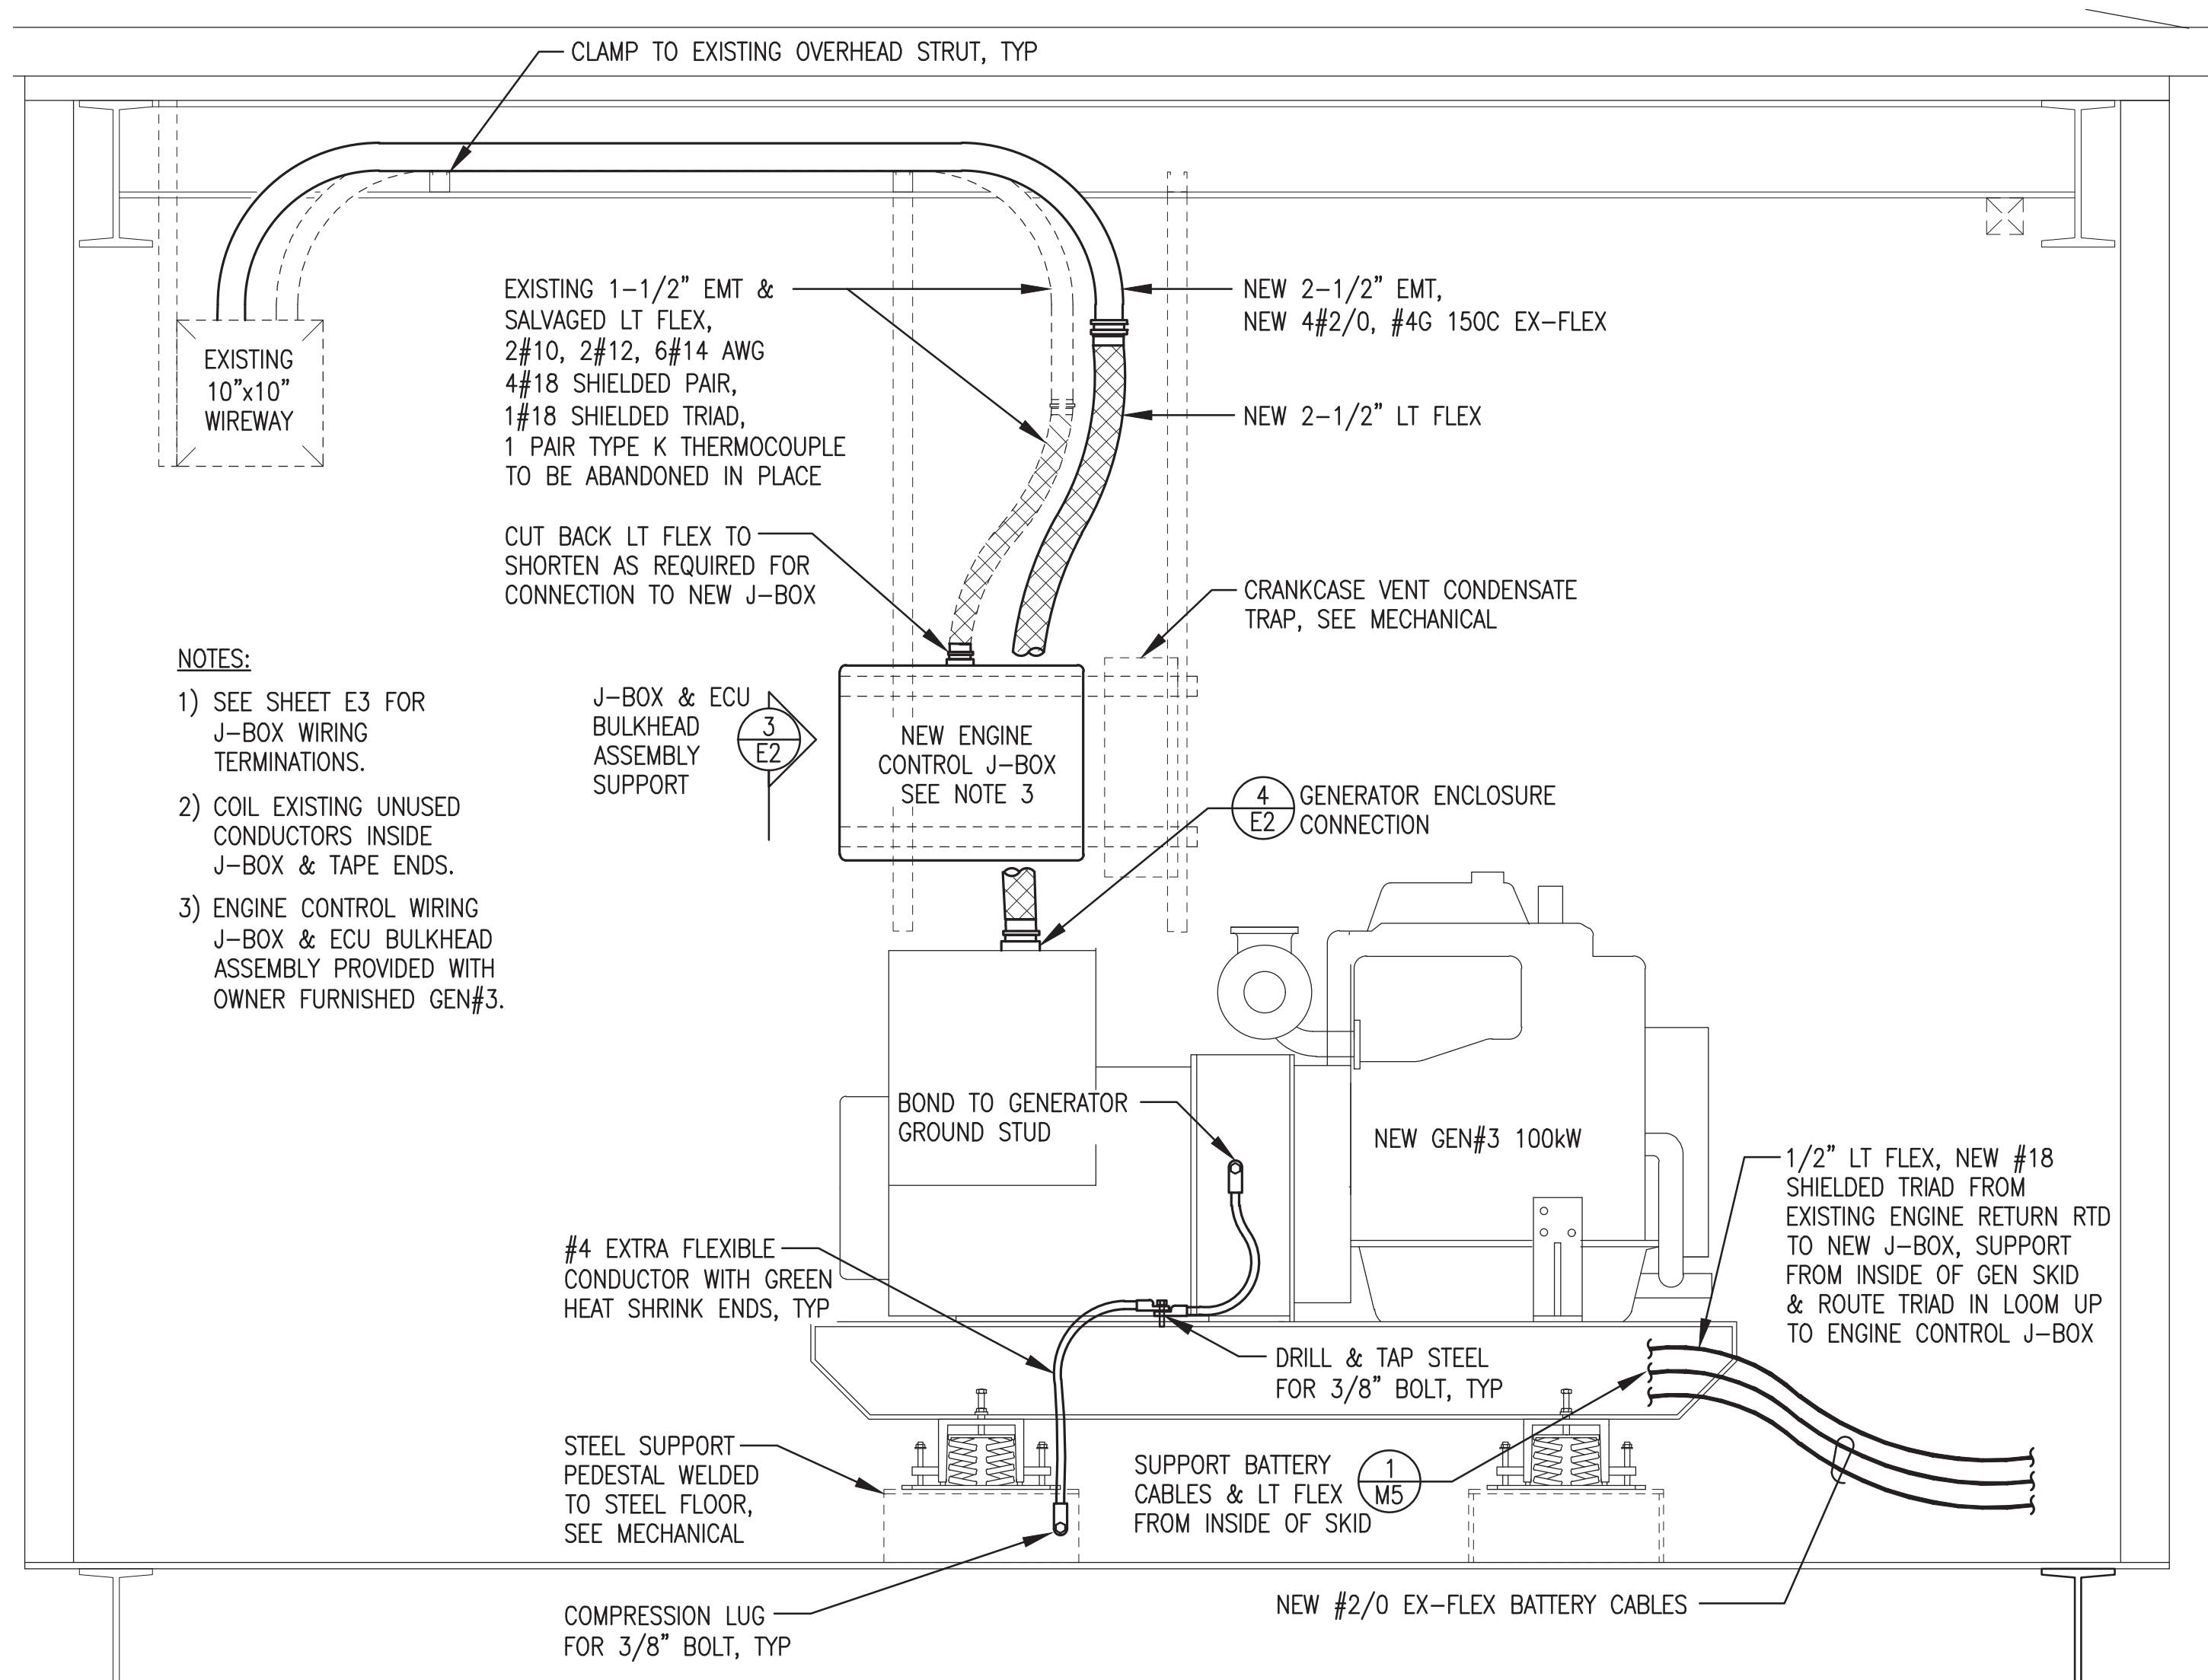 CLAMP TO EXISTING OVERHEAD STRUT, TYP
EXISTING
10”x10”
WIREWAY
EXISTING 1-1/2” EMT &
SALVAGED LT FLEX,
2#10, 2#12, 6#14 AWG
4#18 SHIELDED PAIR,
1#18 SHIELDED TRIAD,
1 PAIR TYPE K THERMOCOUPLE
TO BE ABANDONED IN PLACE
NEW 2-1/2” EMT,
NEW 4#2/0, #4G 150C EX-FLEX
NEW 2-1/2” LT FLEX
CUT BACK LT FLEX TO
SHORTEN AS REQUIRED FOR
CONNECTION TO NEW J-BOX
CRANKCASE VENT CONDENSATE
TRAP, SEE MECHANICAL
NOTES:
1) SEE SHEET E3 FOR
J-BOX WIRING
TERMINATIONS.
2) COIL EXISTING UNUSED
CONDUCTORS INSIDE
J-BOX & TAPE ENDS.
3) ENGINE CONTROL WIRING
J-BOX & ECU BULKHEAD
ASSEMBLY PROVIDED WITH
OWNER FURNISHED GEN#3.
J-BOX & ECU
BULKHEAD
ASSEMBLY
SUPPORT
3
E2
NEW ENGINE
CONTROL J-BOX
SEE NOTE 3
4
E2
GENERATOR ENCLOSURE
CONNECTION
BOND TO GENERATOR
GROUND STUD
NEW GEN#3 100kW
1/2” LT FLEX, NEW #18
SHIELDED TRIAD FROM
EXISTING ENGINE RETURN RTD
TO NEW J-BOX, SUPPORT
FROM INSIDE OF GEN SKID
& ROUTE TRIAD IN LOOM UP
TO ENGINE CONTROL J-BOX
#4 EXTRA FLEXIBLE
CONDUCTOR WITH GREEN
HEAT SHRINK ENDS, TYP
DRILL & TAP STEEL
FOR 3/8” BOLT, TYP
STEEL SUPPORT
PEDESTAL WELDED
TO STEEL FLOOR,
SEE MECHANICAL
SUPPORT BATTERY
CABLES & LT FLEX
FROM INSIDE OF SKID
1
M5
COMPRESSION LUG
FOR 3/8” BOLT, TYP
NEW #2/0 EX-FLEX BATTERY CABLES